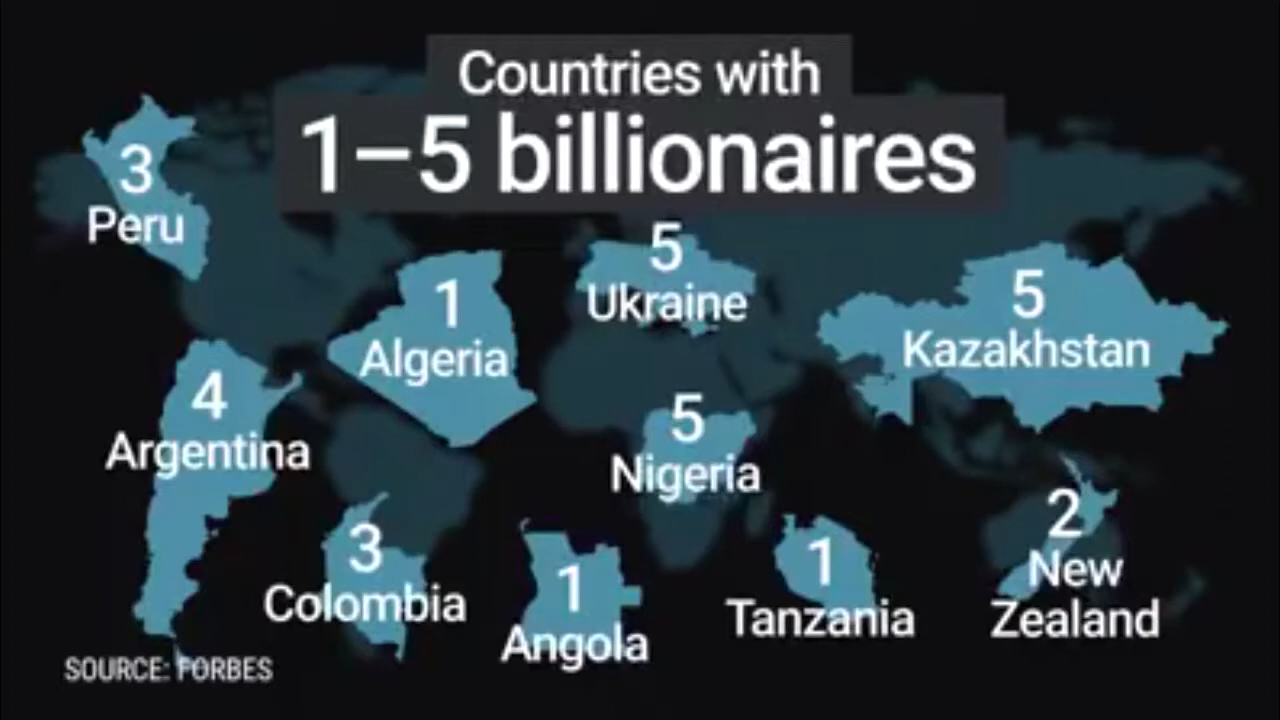 Countries with
1–5 billionaires
3
Peru
5
Ukraine
1
Algeria
5
Kazakhstan
4
Argentina
5
Nigeria
2
New
Zealand
3
Colombia
1
Angola
1
Tanzania
SOURCE: FORBES